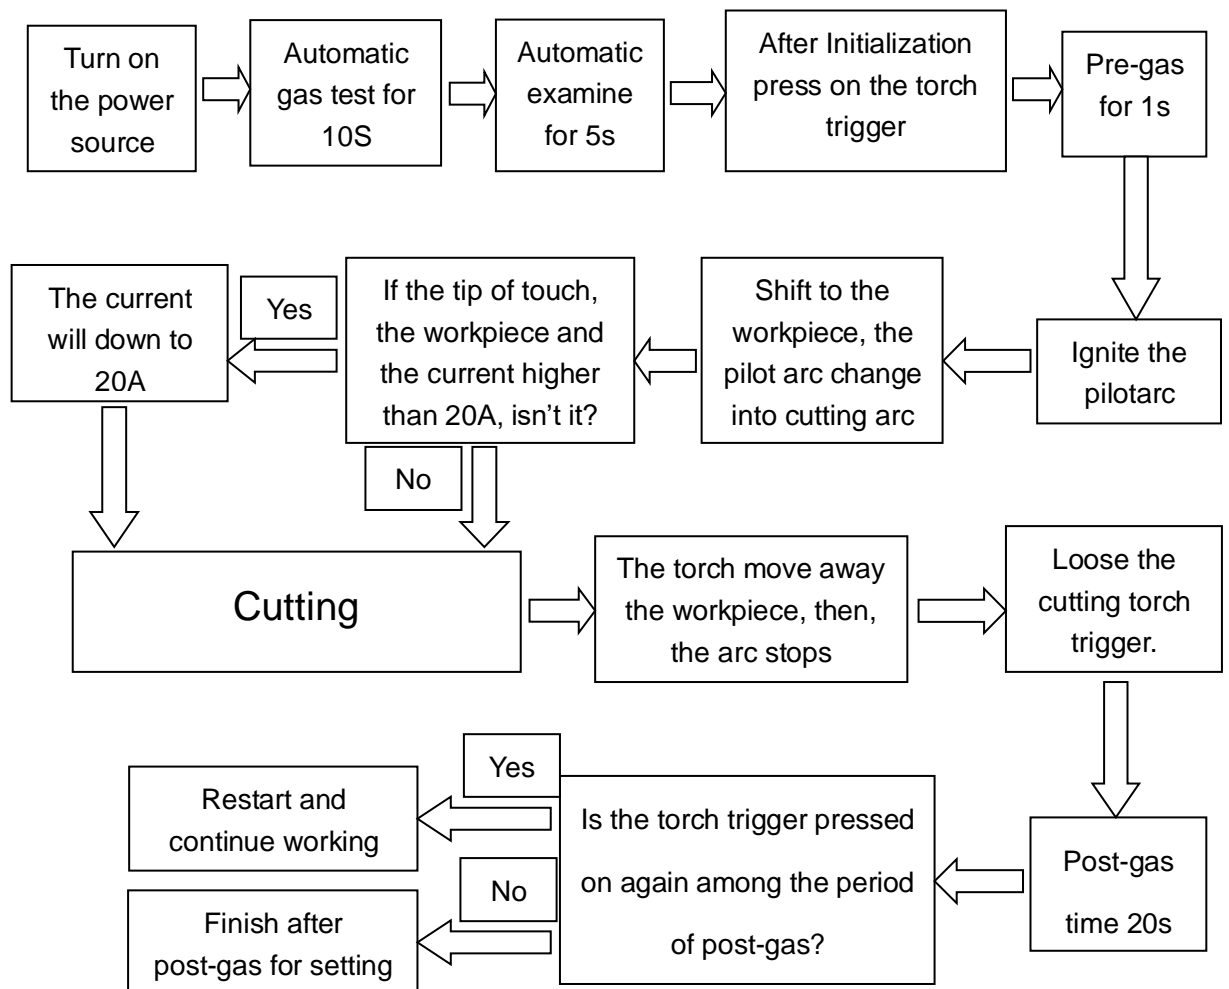 Turn on
the power
source
Automatic
gas test for
10S
Automatic
examine
for 5s
After Initialization
press on the torch
trigger
Pre-gas
for 1s
Ignite the
pilotarc
Shift to the
workpiece, the
pilot arc change
into cutting arc
If the tip of touch,
the workpiece and
the current higher
than 20A, isn’t it?
Yes
The current
will down to
20A
No
Cutting
The torch move away
the workpiece, then,
the arc stops
Loose the
cutting torch
trigger.
Post-gas
time 20s
Is the torch trigger pressed
on again among the period
of post-gas?
Yes
Restart and
continue working
No
Finish after
post-gas for setting